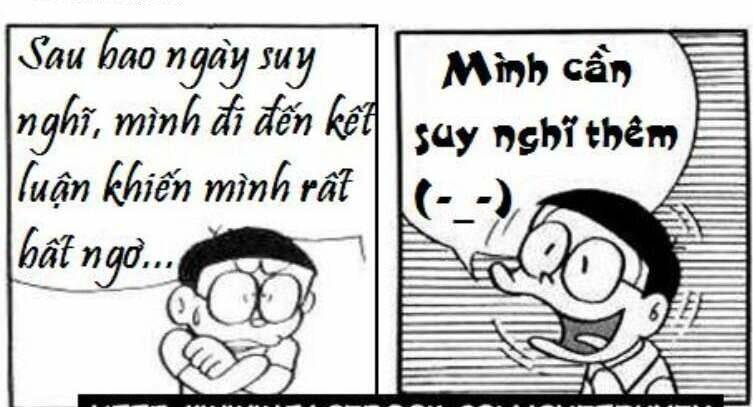 Sau bao ngày suy
nghĩ, mình đi đến kết
luận khiến mình rất
bất ngờ...
Mình cần
suy nghĩ thêm
(-_-)